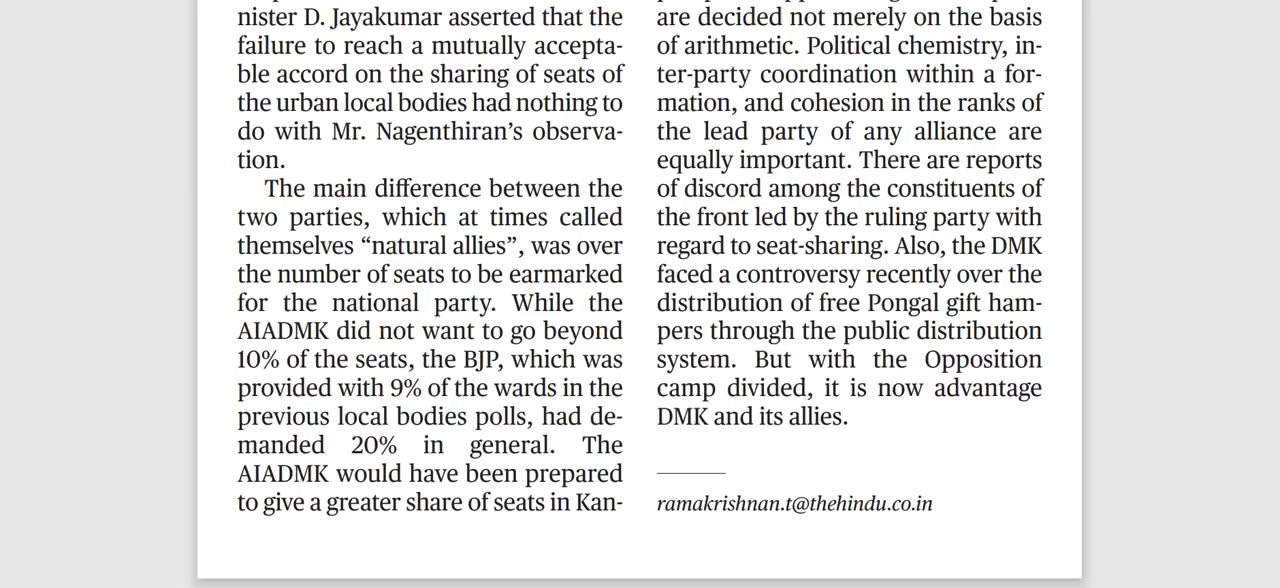 nister D. Jayakumar asserted that the
failure to reach a mutually accepta-
ble accord on the sharing of seats of
the urban local bodies had nothing to
do with Mr. Nagenthiran’s observa-
tion.
The main difference between the
two parties, which at times called
themselves “natural allies”, was over
the number of seats to be earmarked
for the national party. While the
AIADMK did not want to go beyond
10% of the seats, the BJP, which was
provided with 9% of the wards in the
previous local bodies polls, had de-
manded 20% in general. The
AIADMK would have been prepared
to give a greater share of seats in Kan-
are decided not merely on the basis
of arithmetic. Political chemistry, in-
ter-party coordination within a for-
mation, and cohesion in the ranks of
the lead party of any alliance are
equally important. There are reports
of discord among the constituents of
the front led by the ruling party with
regard to seat-sharing. Also, the DMK
faced a controversy recently over the
distribution of free Pongal gift ham-
pers through the public distribution
system. But with the Opposition
camp divided, it is now advantage
DMK and its allies.
ramakrishnan.t@thehindu.co.in